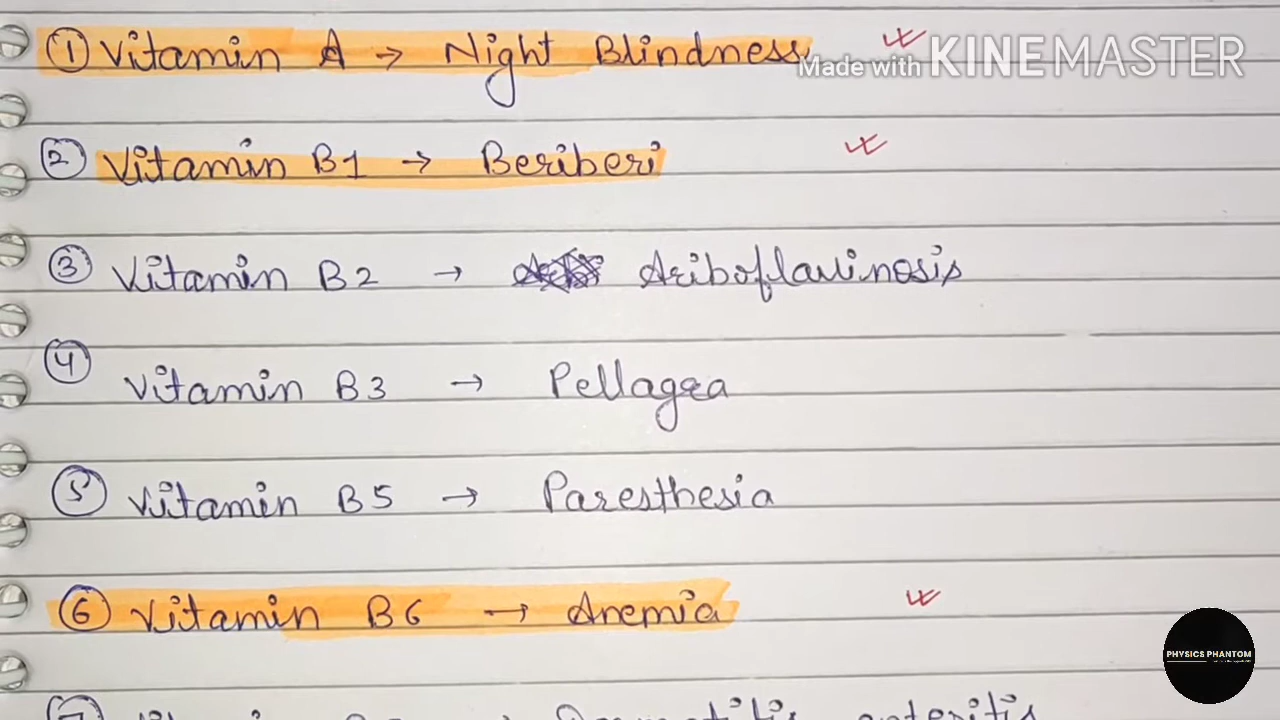 ① Vitamin A → Night Blindness
Made with KINEMASTER
② Vitamin B1 → Beriberi
③ Vitamin B2 → Ariboflavinosis
④ Vitamin B3 → Pellagra
⑤ Vitamin B5 → Paresthesia
⑥ Vitamin B6 → Anemia
PHYSICS PHANTOM